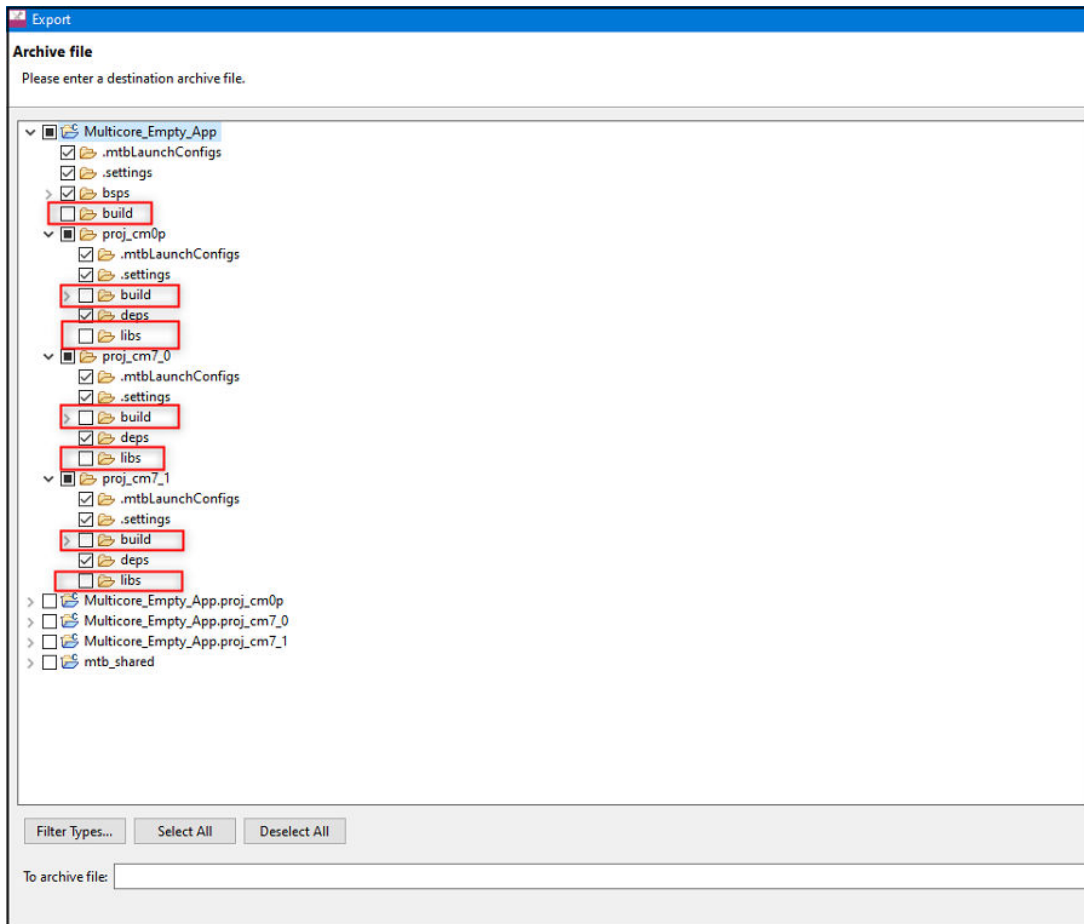 Export
Archive file
Please enter a destination archive file.
Multicore_Empty_App
.mtbLaunchConfigs
.settings
bsps
build
proj_cm0p
.mtbLaunchConfigs
.settings
build
deps
libs
proj_cm7_0
.mtbLaunchConfigs
.settings
build
deps
libs
proj_cm7_1
.mtbLaunchConfigs
.settings
build
deps
libs
Multicore_Empty_App.proj_cm0p
Multicore_Empty_App.proj_cm7_0
Multicore_Empty_App.proj_cm7_1
mtb_shared
Filter Types... Select All Deselect All
To archive file: